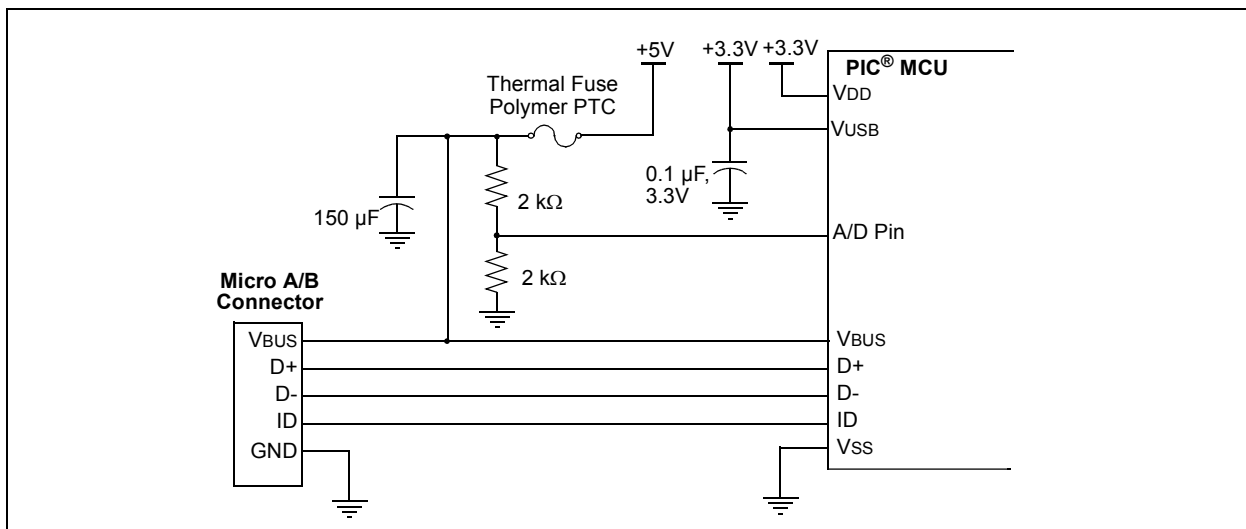 +5V
+3.3V
+3.3V
PIC® MCU
Thermal Fuse
Polymer PTC
VDD
VUSB
0.1 µF,
3.3V
2 kΩ
150 µF
A/D Pin
2 kΩ
Micro A/B
Connector
VBUS
VBUS
D+
D+
D-
D-
ID
ID
GND
VSS